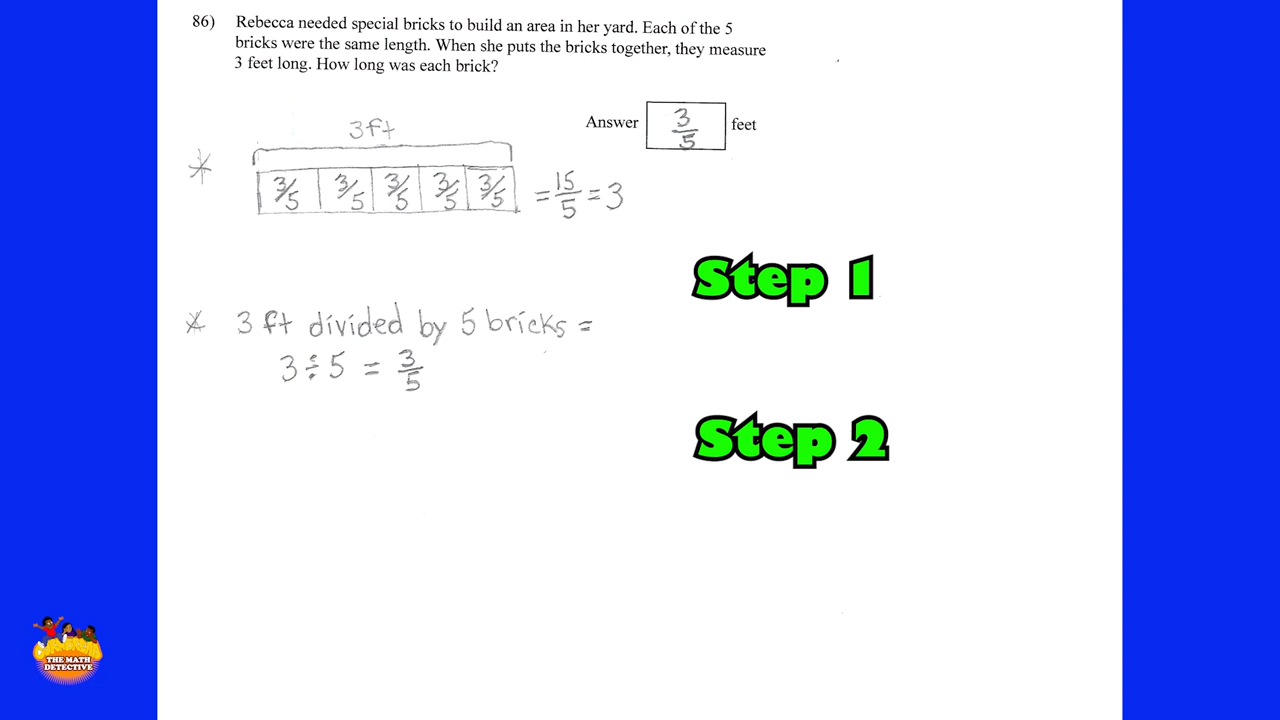 86) Rebecca needed special bricks to build an area in her yard. Each of the 5
bricks were the same length. When she puts the bricks together, they measure
3 feet long. How long was each brick?
Answer 3/5 feet
3ft
* 3/5 3/5 3/5 3/5 3/5 = 15/5 = 3
Step 1
* 3 ft divided by 5 bricks =
3 ÷ 5 = 3/5
Step 2
THE MATH
DETECTIVE